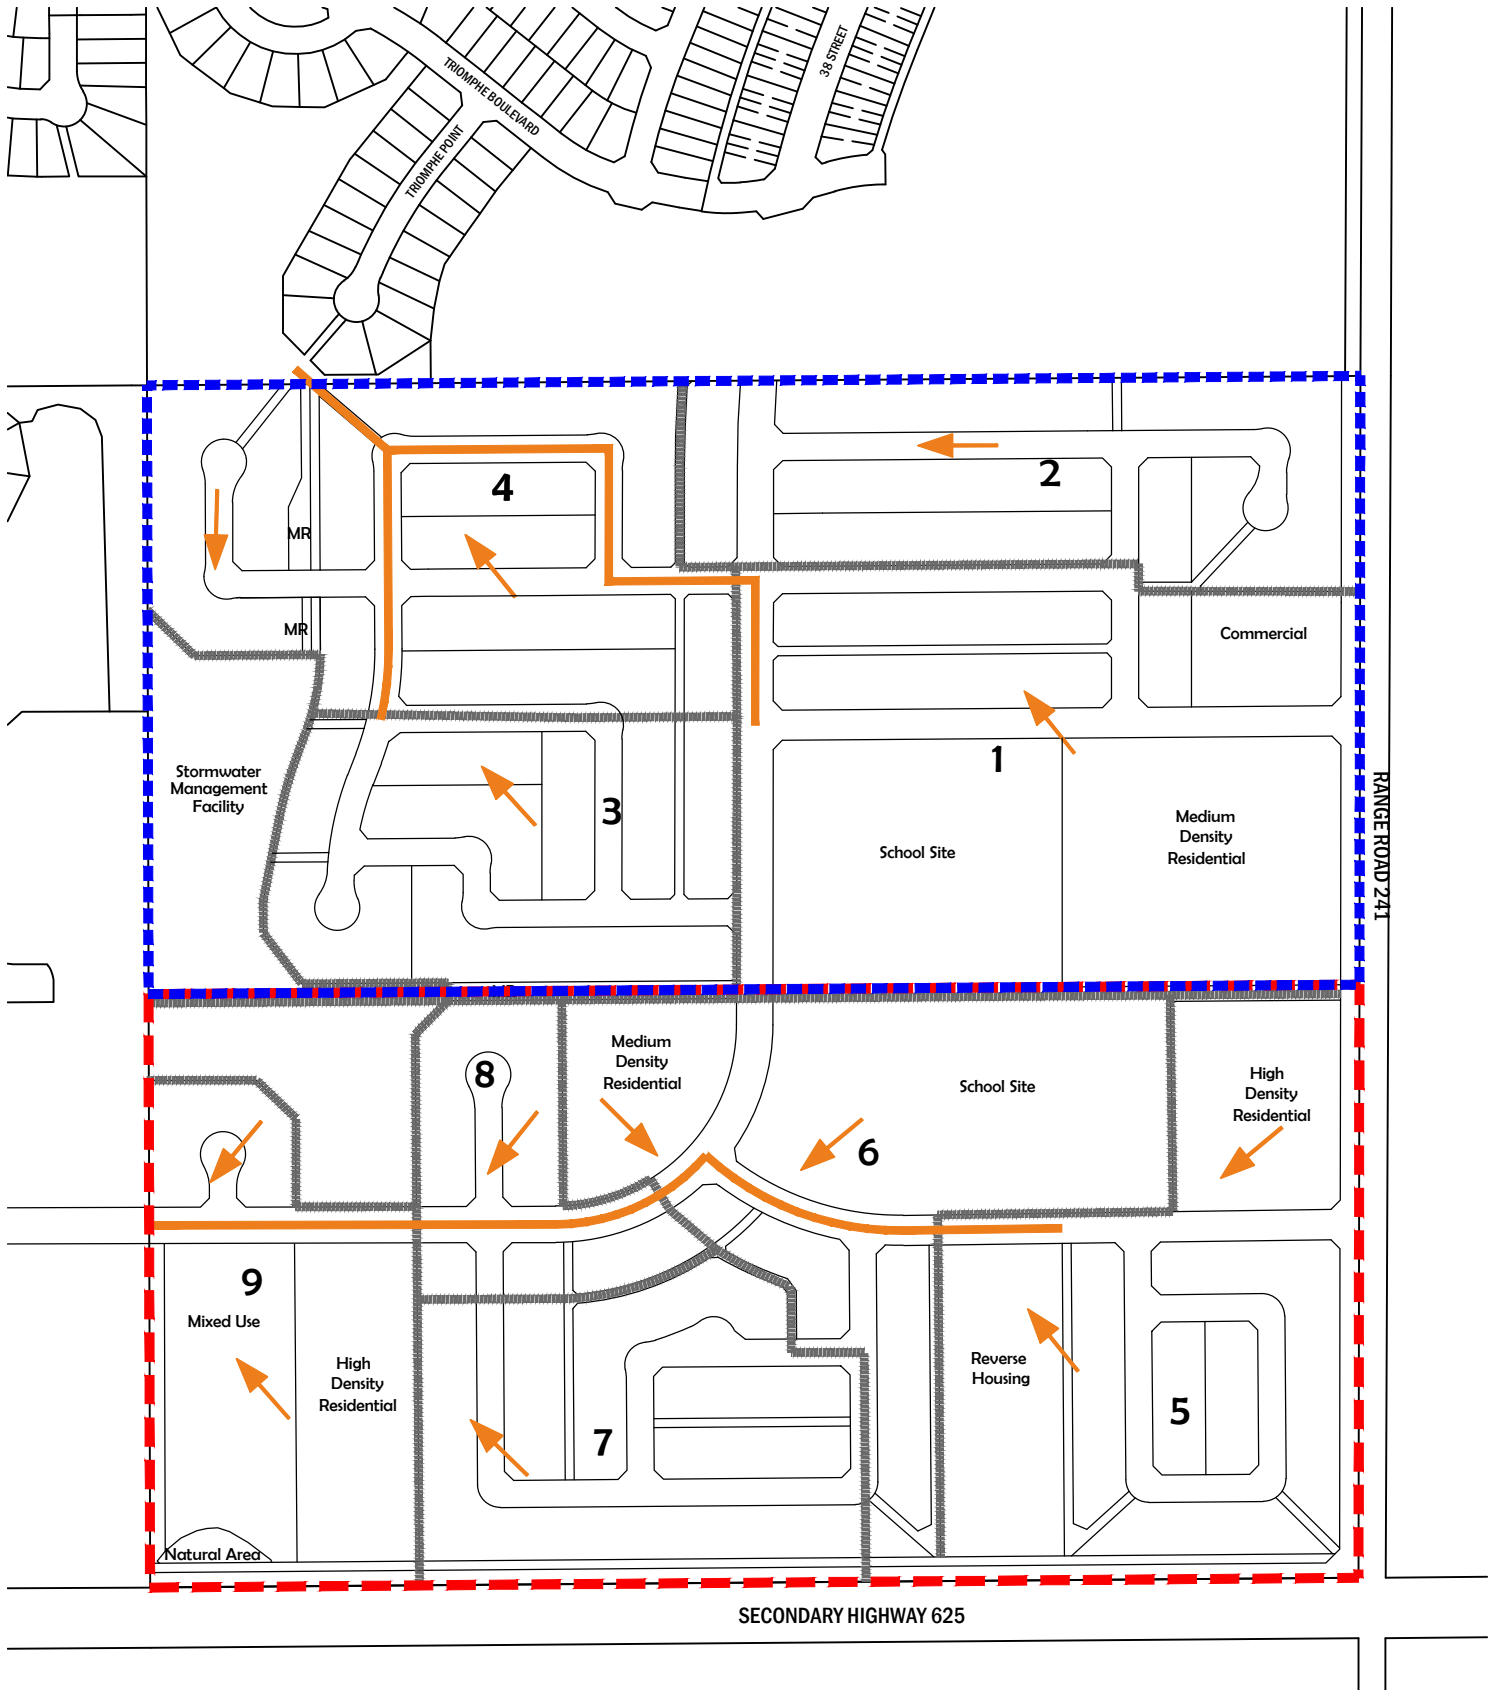 38 STREET
TRIOMPHE BOULEVARD
TRIOMPHE POINT
4
2
MR
MR
Commercial
1
Stormwater
Management
Facility
3
School Site
Medium
Density
Residential
RANGE ROAD 241
Medium
Density
Residential
8
School Site
High
Density
Residential
6
9
Mixed Use
High
Density
Residential
Reverse
Housing
5
7
Natural Area
SECONDARY HIGHWAY 625